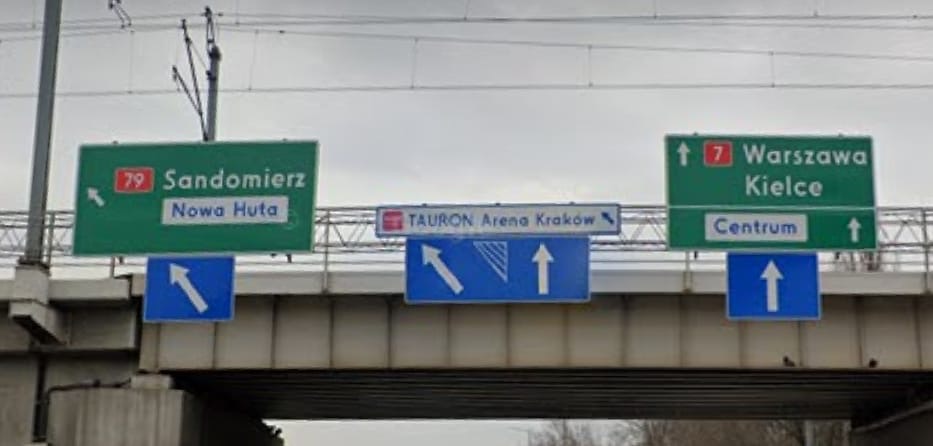 79 Sandomierz
Nowa Huta
TAURON Arena Kraków
7 Warszawa
Kielce
Centrum